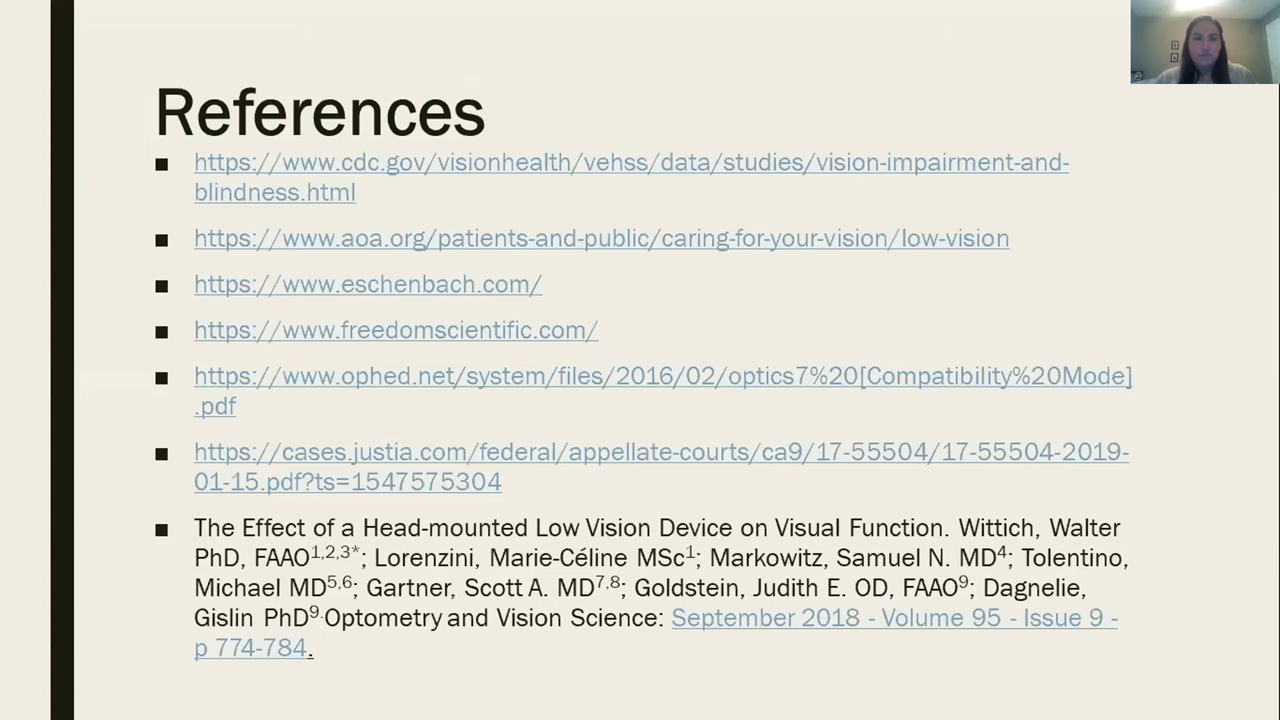 References
■ https://www.cdc.gov/visionhealth/vehss/data/studies/vision-impairment-and-
blindness.html
■ https://www.aoa.org/patients-and-public/caring-for-your-vision/low-vision
■ https://www.eschenbach.com/
■ https://www.freedomscientific.com/
■ https://www.ophed.net/system/files/2016/02/optics7%20[Compatibility%20Mode]
.pdf
■ https://cases.justia.com/federal/appellate-courts/ca9/17-55504/17-55504-2019-
01-15.pdf?ts=1547575304
■ The Effect of a Head-mounted Low Vision Device on Visual Function. Wittich, Walter
PhD, FAAO1,2,3*; Lorenzini, Marie-Céline MSc1; Markowitz, Samuel N. MD4; Tolentino,
Michael MD5,6; Gartner, Scott A. MD7,8; Goldstein, Judith E. OD, FAAO9; Dagnelie,
Gislin PhD9.Optometry and Vision Science: September 2018 - Volume 95 - Issue 9 -
p 774-784.